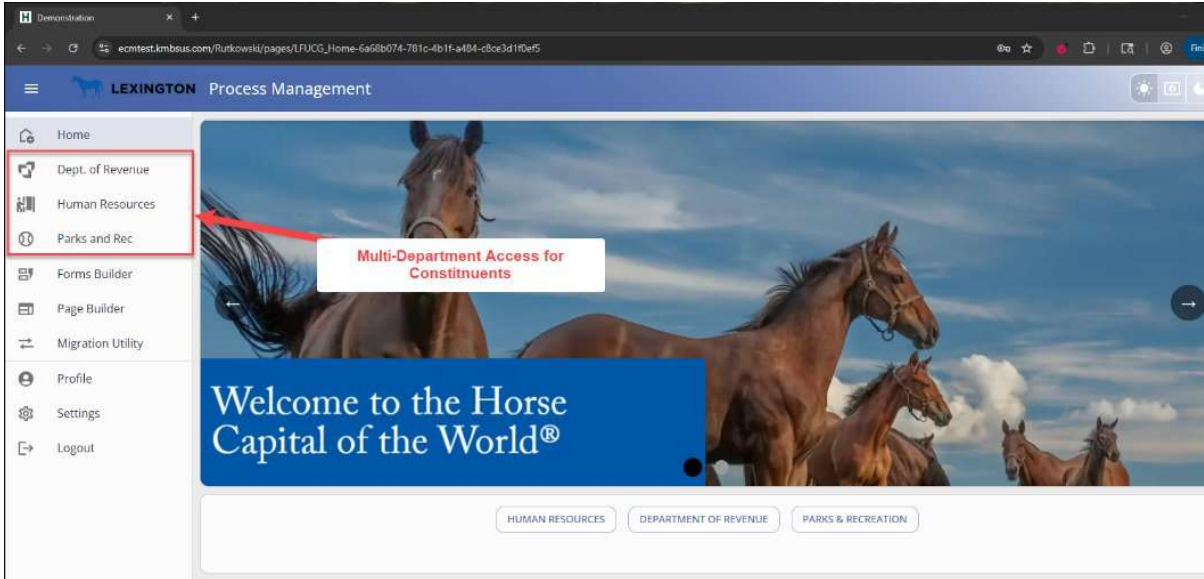 Demonstration
ecmtest.kmbsus.com/Rutkowski/pages/LFUCG_Home-6a68b074-781c-4b1f-a484-c8ce3d1f0ef5
LEXINGTON Process Management
Home
Dept. of Revenue
Human Resources
Parks and Rec
Forms Builder
Page Builder
Migration Utility
Profile
Settings
Logout
Multi-Department Access for
Constitnuents
Welcome to the Horse
Capital of the World®
HUMAN RESOURCES
DEPARTMENT OF REVENUE
PARKS & RECREATION